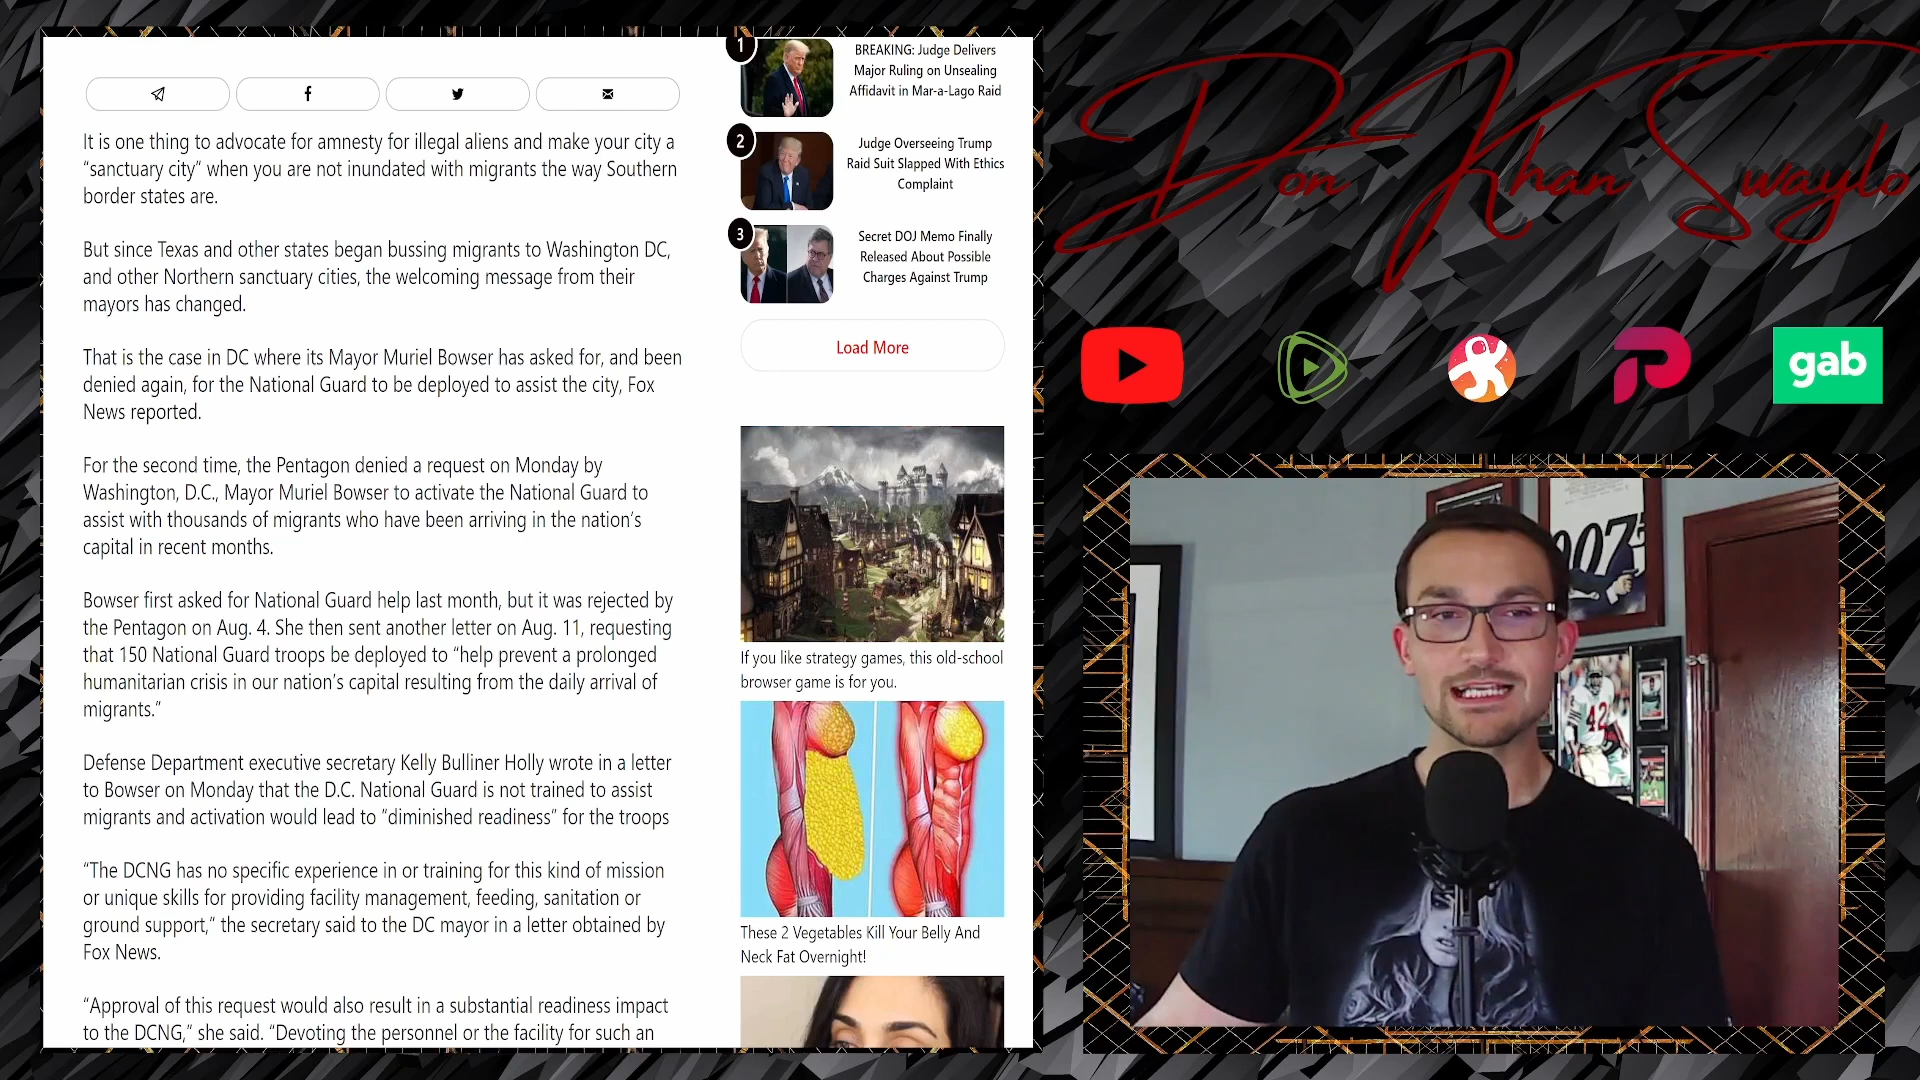 It is one thing to advocate for amnesty for illegal aliens and make your city a
“sanctuary city” when you are not inundated with migrants the way Southern
border states are.
But since Texas and other states began bussing migrants to Washington DC,
and other Northern sanctuary cities, the welcoming message from their
mayors has changed.
That is the case in DC where its Mayor Muriel Bowser has asked for, and been
denied again, for the National Guard to be deployed to assist the city, Fox
News reported.
For the second time, the Pentagon denied a request on Monday by
Washington, D.C., Mayor Muriel Bowser to activate the National Guard to
assist with thousands of migrants who have been arriving in the nation’s
capital in recent months.
Bowser first asked for National Guard help last month, but it was rejected by
the Pentagon on Aug. 4. She then sent another letter on Aug. 11, requesting
that 150 National Guard troops be deployed to “help prevent a prolonged
humanitarian crisis in our nation’s capital resulting from the daily arrival of
migrants.”
Defense Department executive secretary Kelly Bulliner Holly wrote in a letter
to Bowser on Monday that the D.C. National Guard is not trained to assist
migrants and activation would lead to “diminished readiness” for the troops
“The DCNG has no specific experience in or training for this kind of mission
or unique skills for providing facility management, feeding, sanitation or
ground support,” the secretary said to the DC mayor in a letter obtained by
Fox News.
“Approval of this request would also result in a substantial readiness impact
to the DCNG,” she said. “Devoting the personnel or the facility for such an
1
BREAKING: Judge Delivers
Major Ruling on Unsealing
Affidavit in Mar-a-Lago Raid
2
Judge Overseeing Trump
Raid Suit Slapped With Ethics
Complaint
3
Secret DOJ Memo Finally
Released About Possible
Charges Against Trump
Load More
If you like strategy games, this old-school
browser game is for you.
These 2 Vegetables Kill Your Belly And
Neck Fat Overnight!
Don Khan Swaylo
gab
007
42